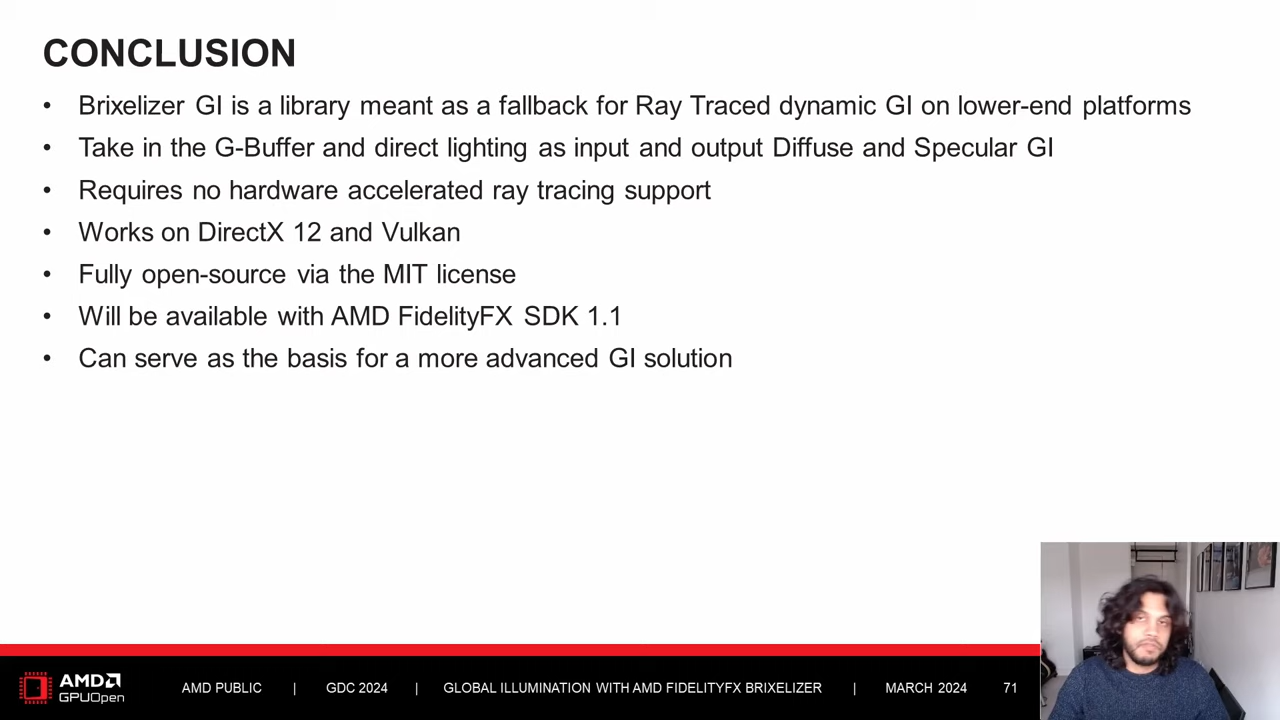 CONCLUSION
• Brixelizer GI is a library meant as a fallback for Ray Traced dynamic GI on lower-end platforms
• Take in the G-Buffer and direct lighting as input and output Diffuse and Specular GI
• Requires no hardware accelerated ray tracing support
• Works on DirectX 12 and Vulkan
• Fully open-source via the MIT license
• Will be available with AMD FidelityFX SDK 1.1
• Can serve as the basis for a more advanced GI solution
AMD
GPUOpen
AMD PUBLIC | GDC 2024 | GLOBAL ILLUMINATION WITH AMD FIDELITYFX BRIXELIZER | MARCH 2024 71